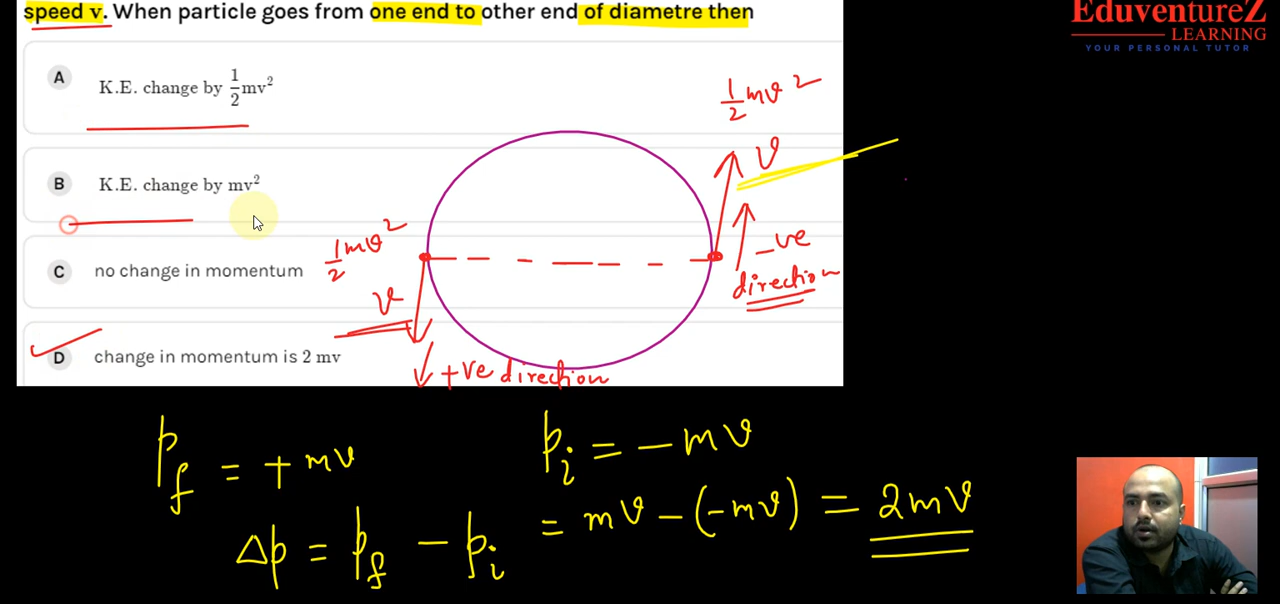 speed v. When particle goes from one end to other end of diametre then
EduventureZ
LEARNING
YOUR PERSONAL TUTOR
A K.E. change by 1/2 mv²
1/2 mv²
v
B K.E. change by mv²
1/2 mv²
-ve
direction
C no change in momentum
v
D change in momentum is 2 mv
+ve direction
pf = + mv
pi = - mv
Δp = pf - pi = mv - (-mv) = 2mv